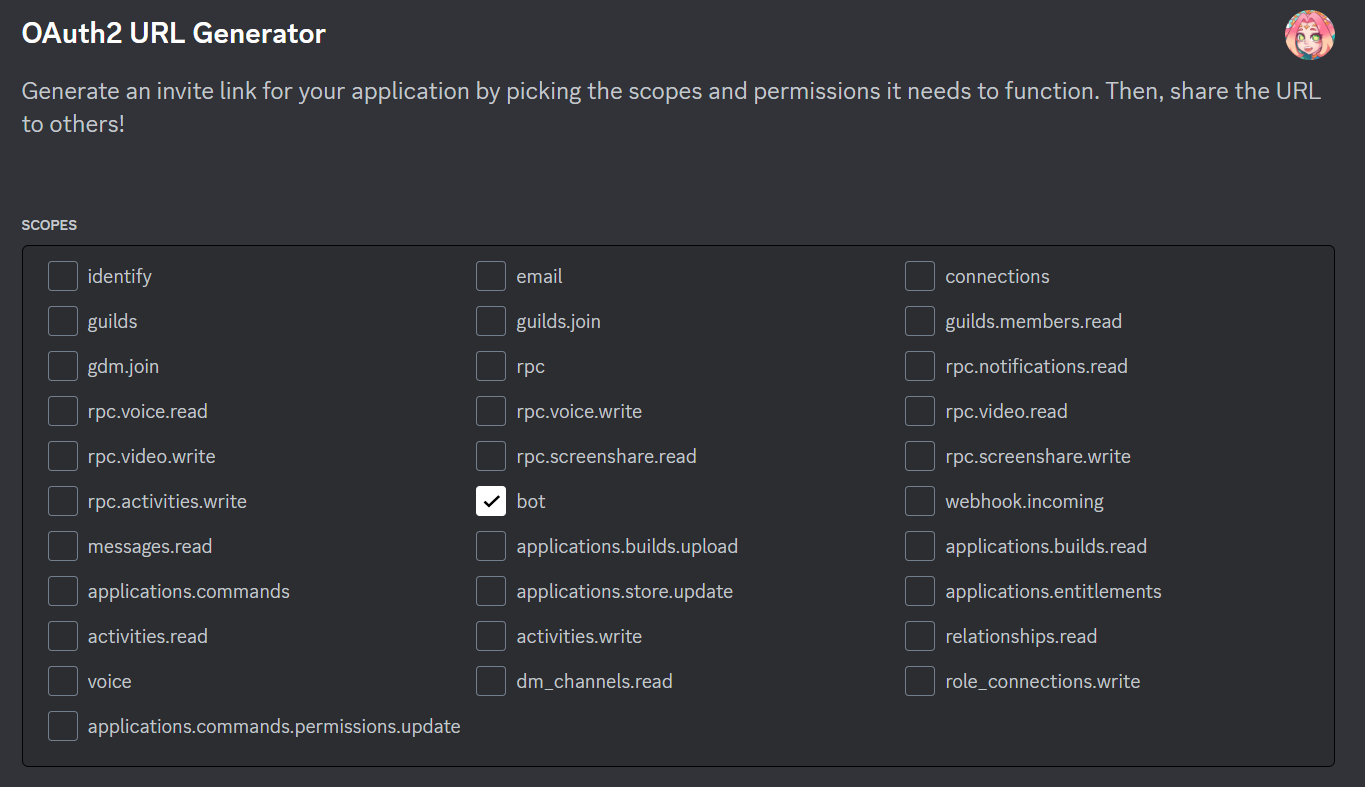 OAuth2 URL Generator
Generate an invite link for your application by picking the scopes and permissions it needs to function. Then, share the URL
to others!
SCOPES
identify
email
connections
guilds
guilds.join
guilds.members.read
gdm.join
rpc
rpc.notifications.read
rpc.voice.read
rpc.voice.write
rpc.video.read
rpc.video.write
rpc.screenshare.read
rpc.screenshare.write
rpc.activities.write
bot
webhook.incoming
messages.read
applications.builds.upload
applications.builds.read
applications.commands
applications.store.update
applications.entitlements
activities.read
activities.write
relationships.read
voice
dm_channels.read
role_connections.write
applications.commands.permissions.update